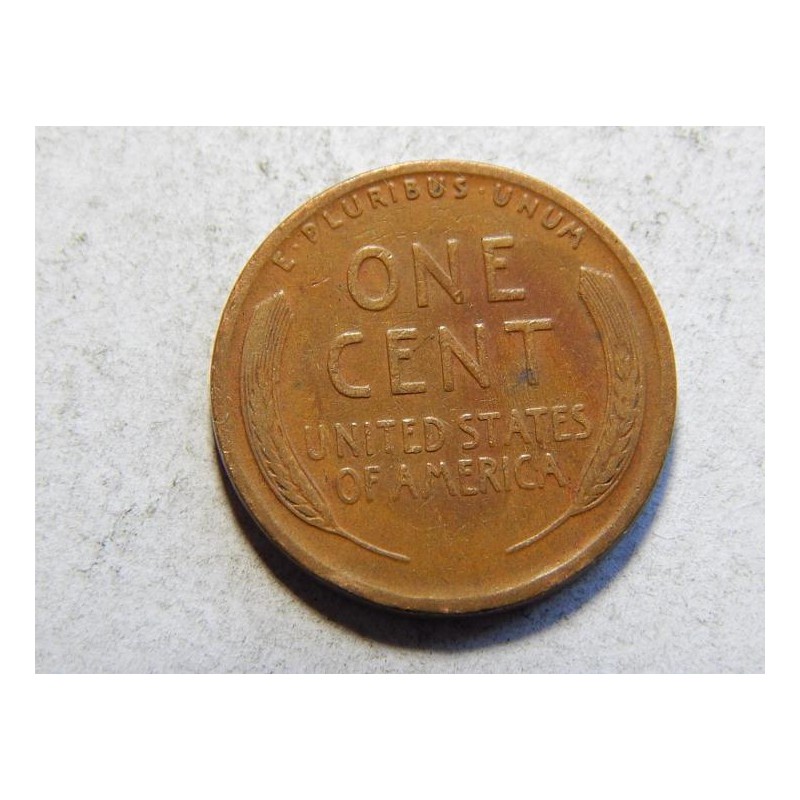 E·PLURIBUS·UNUM
ONE
CENT
UNITED STATES
OF AMERICA